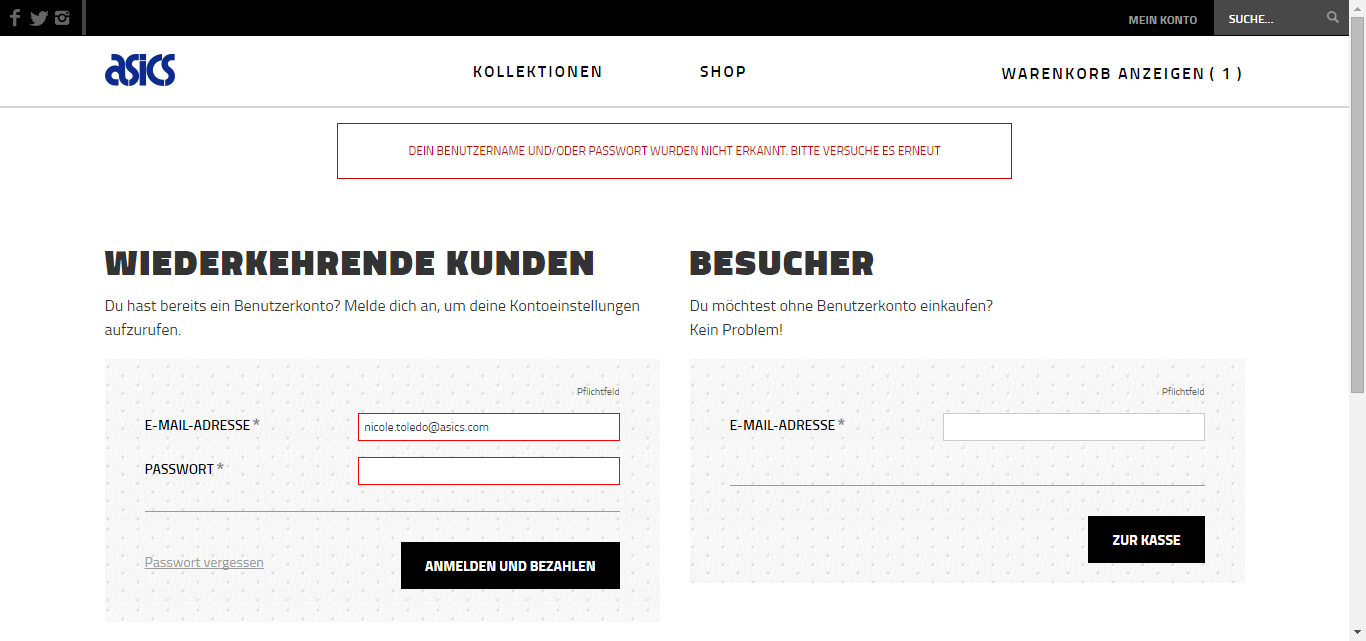 MEIN KONTO
SUCHE...
asics
KOLLEKTIONEN
SHOP
WARENKORB ANZEIGEN ( 1 )
DEIN BENUTZERNAME UND/ODER PASSWORT WURDEN NICHT ERKANNT. BITTE VERSUCHE ES ERNEUT
WIEDERKEHRENDE KUNDEN
Du hast bereits ein Benutzerkonto? Melde dich an, um deine Kontoeinstellungen
aufzurufen.
Pflichtfeld
E-MAIL-ADRESSE *
nicole.toledo@asics.com
PASSWORT *
Passwort vergessen
ANMELDEN UND BEZAHLEN
BESUCHER
Du möchtest ohne Benutzerkonto einkaufen?
Kein Problem!
Pflichtfeld
E-MAIL-ADRESSE *
ZUR KASSE